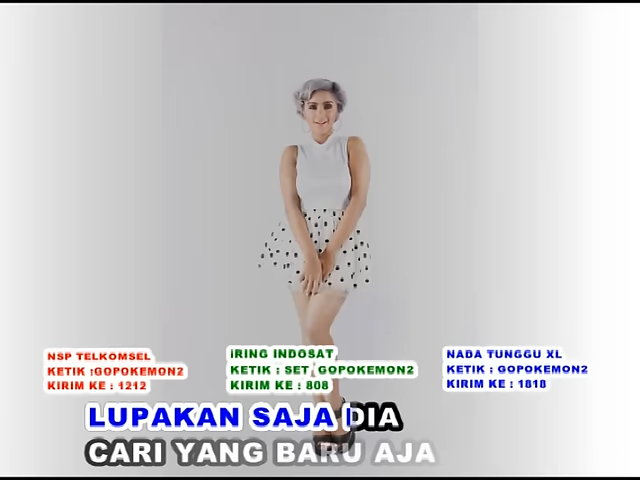 NSP TELKOMSEL
KETIK :GOPOKEMON2
KIRIM KE : 1212
iRING INDOSAT
KETIK : SET GOPOKEMON2
KIRIM KE : 808
NADA TUNGGU XL
KETIK : GOPOKEMON2
KIRIM KE : 1818
LUPAKAN SAJA DIA
CARI YANG BARU AJA